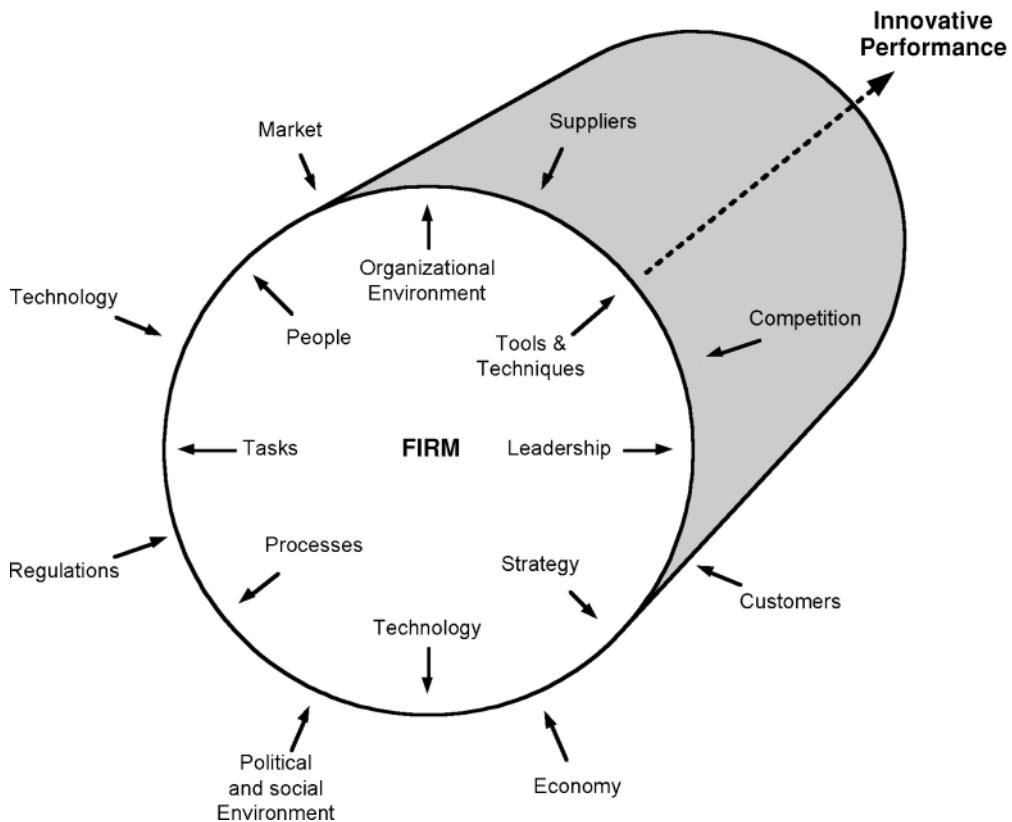 Innovative
Performance
Market
Suppliers
Organizational
Environment
Technology
People
Tools &
Techniques
Competition
Tasks
FIRM
Leadership
Regulations
Processes
Strategy
Technology
Customers
Political
and social
Environment
Economy